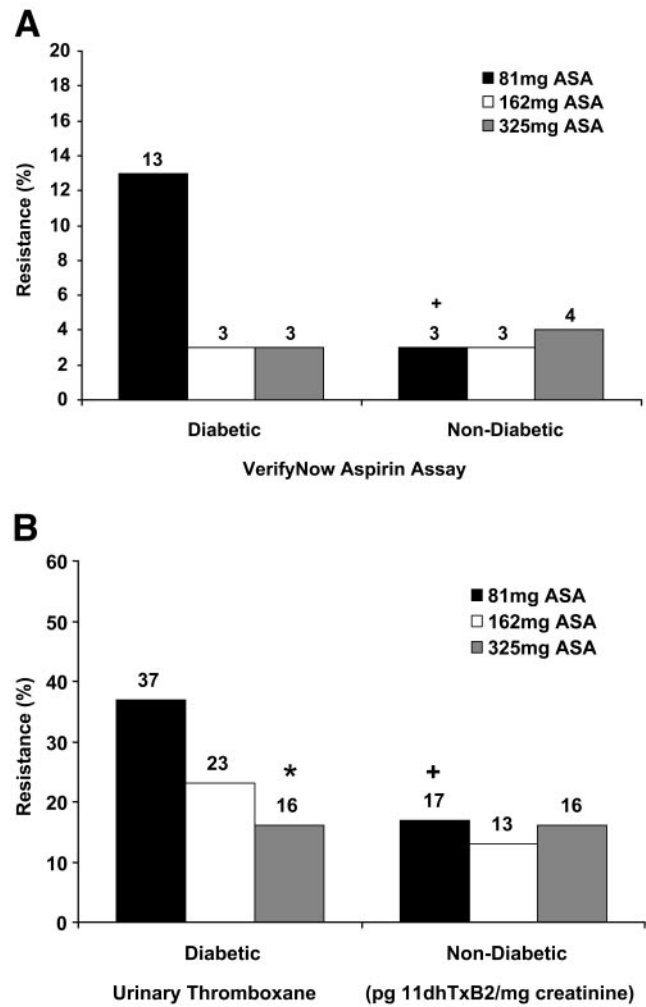 A
20
18
16
14
12
10
8
6
4
2
0
Resistance (%)
81mg ASA
162mg ASA
325mg ASA
13
3
3
+
3
3
4
Diabetic
Non-Diabetic
VerifyNow Aspirin Assay
B
60
50
40
30
20
10
0
Resistance (%)
81mg ASA
162mg ASA
325mg ASA
37
23
*
16
+
17
13
16
Diabetic
Non-Diabetic
Urinary Thromboxane
(pg 11dhTxB2/mg creatinine)